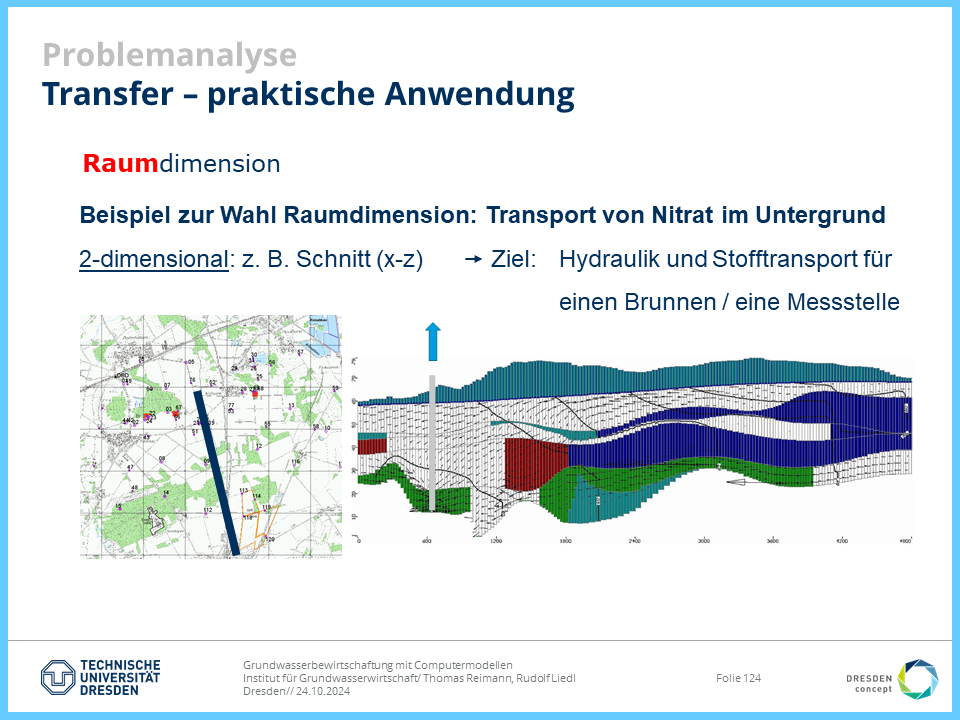 Problemanalyse
Transfer – praktische Anwendung
Raumdimension
Beispiel zur Wahl Raumdimension: Transport von Nitrat im Untergrund
2-dimensional: z. B. Schnitt (x-z) → Ziel: Hydraulik und Stofftransport für
einen Brunnen / eine Messstelle
0 600 1200 1800 2400 3000 3600 4200 4800
TECHNISCHE
UNIVERSITÄT
DRESDEN
Grundwasserbewirtschaftung mit Computermodellen
Institut für Grundwasserwirtschaft/ Thomas Reimann, Rudolf Liedl
Dresden// 24.10.2024
Folie 124
DRESDEN
concept